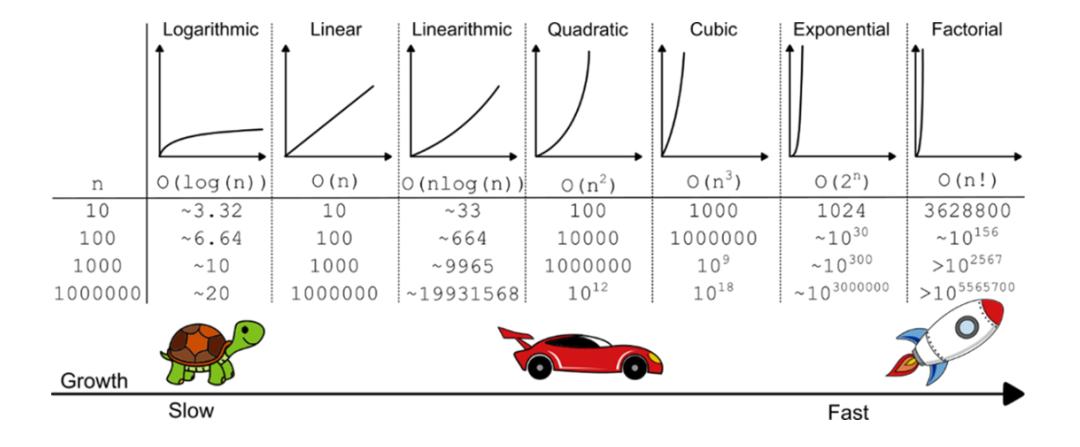 Logarithmic Linear Linearithmic Quadratic Cubic Exponential Factorial
n O(log(n)) O(n) O(nlog(n)) O(n²) O(n³) O(2ⁿ) O(n!)
10 ~3.32 10 ~33 100 1000 1024 3628800
100 ~6.64 100 ~664 10000 1000000 ~10³⁰ ~10¹⁵⁶
1000 ~10 1000 ~9965 1000000 10⁹ ~10³⁰⁰ >10²⁵⁶⁷
1000000 ~20 1000000 ~19931568 10¹² 10¹⁸ ~10³⁰⁰⁰⁰⁰⁰ >10⁵⁵⁶⁵⁷⁰⁰
Growth
Slow Fast